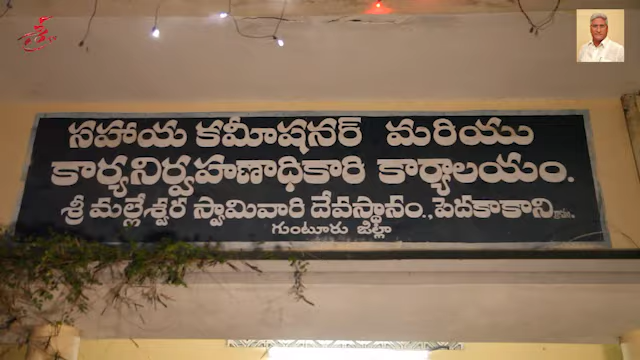 సహాయ కమీషనర్ మరియు
కార్యనిర్వహణాధికారి కార్యాలయం.
శ్రీ మల్లేశ్వర స్వామివారి దేవస్థానం., పెదకాకాని
గుంటూరు జిల్లా